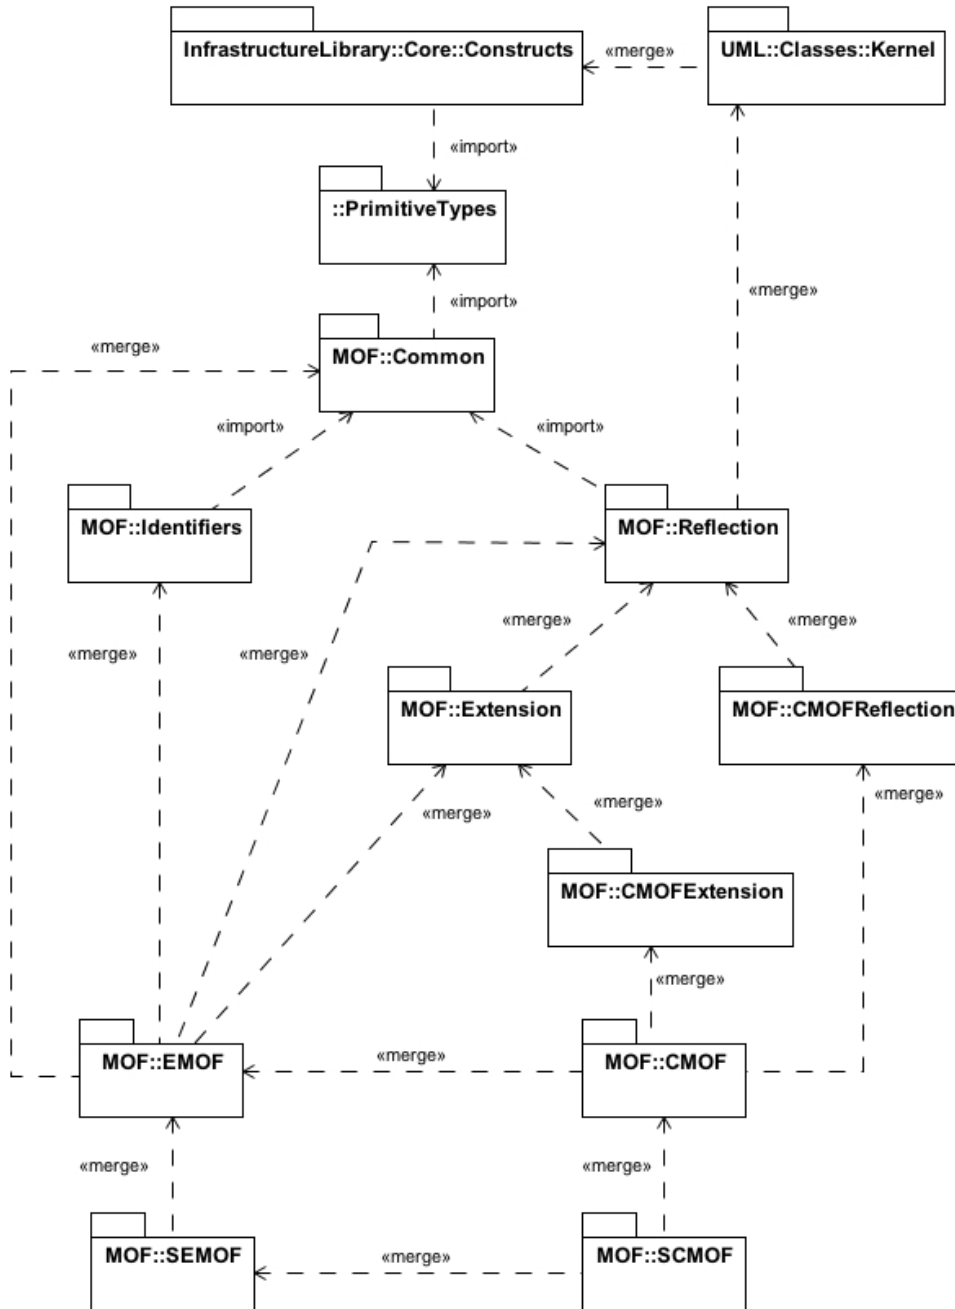 InfrastructureLibrary::Core::Constructs
«merge»
UML::Classes::Kernel
«import»
::PrimitiveTypes
«merge»
«import»
«merge»
MOF::Common
«import»
«import»
MOF::Identifiers
MOF::Reflection
«merge»
«merge»
«merge»
«merge»
MOF::Extension
MOF::CMOFReflection
«merge»
«merge»
«merge»
MOF::CMOFExtension
«merge»
MOF::EMOF
«merge»
MOF::CMOF
«merge»
«merge»
MOF::SEMOF
«merge»
MOF::SCMOF